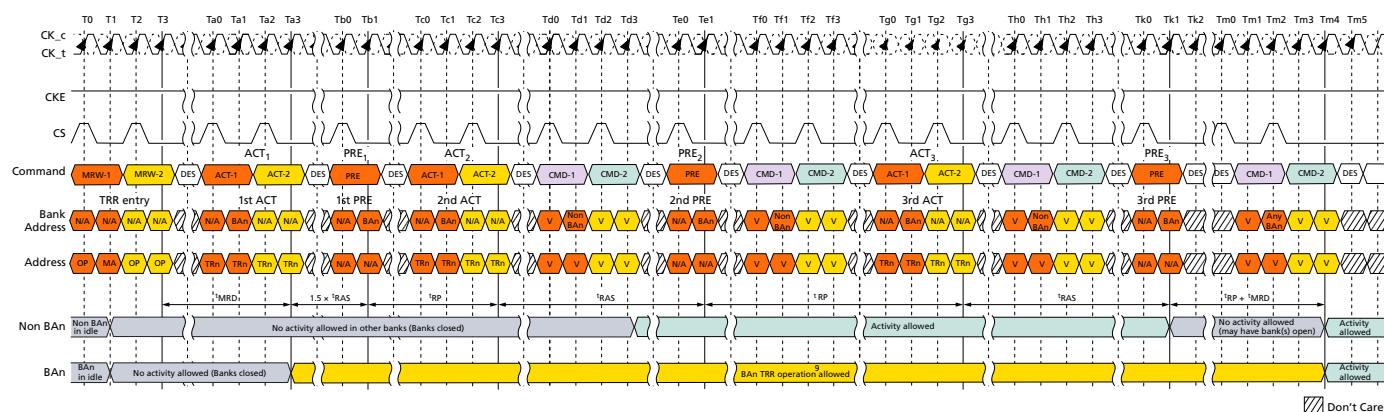 T0 T1 T2 T3 Ta0 Ta1 Ta2 Ta3 Tb0 Tb1 Tc0 Tc1 Tc2 Tc3 Td0 Td1 Td2 Td3 Te0 Te1 Tf0 Tf1 Tf2 Tf3 Tg0 Tg1 Tg2 Tg3 Th0 Th1 Th2 Th3 Tk0 Tk1 Tk2 Tm0 Tm1 Tm2 Tm3 Tm4 Tm5
CK_c
CK_t
CKE
CS
ACT1 PRE1 ACT2 PRE2 ACT3 PRE3
Command MRW-1 MRW-2 DES ACT-1 ACT-2 DES PRE DES ACT-1 ACT-2 DES CMD-1 CMD-2 DES PRE DES CMD-1 CMD-2 DES ACT-1 ACT-2 DES CMD-1 CMD-2 DES PRE DES DES CMD-1 CMD-2 DES
TRR entry 1st ACT 1st PRE 2nd ACT 2nd PRE 3rd ACT 3rd PRE
Bank Address N/A N/A N/A N/A N/A BAn N/A N/A N/A BAn N/A BAn N/A N/A V Non BAn V V N/A BAn V Non BAn V V N/A BAn N/A N/A V Non BAn V V N/A BAn V Any BAn V V
Address OP MA OP OP TRn TRn TRn TRn N/A N/A TRn TRn TRn TRn V V V V N/A N/A V V V V TRn TRn TRn TRn V V V V N/A N/A V V V V
tMRD 1.5 × tRAS tRP tRAS tRP tRAS tRP + tMRD
Non BAn Non BAn in idle No activity allowed in other banks (Banks closed) Activity allowed No activity allowed (may have bank(s) open) Activity allowed
BAn BAn in idle No activity allowed (Banks closed) BAn TRR operation allowed 9 Activity allowed
Don't Care